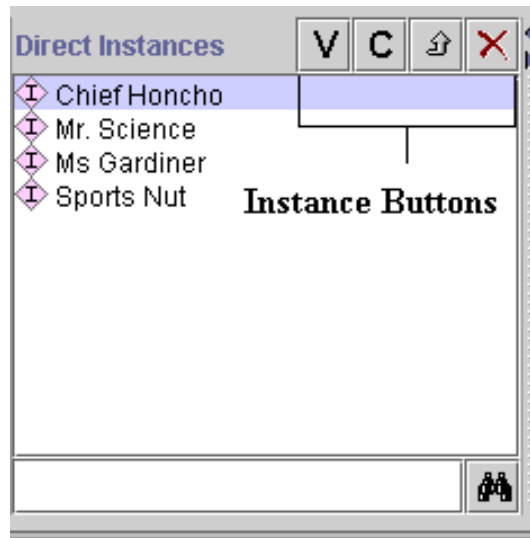 Direct Instances V C
I Chief Honcho
I Mr. Science
I Ms Gardiner
I Sports Nut
Instance Buttons